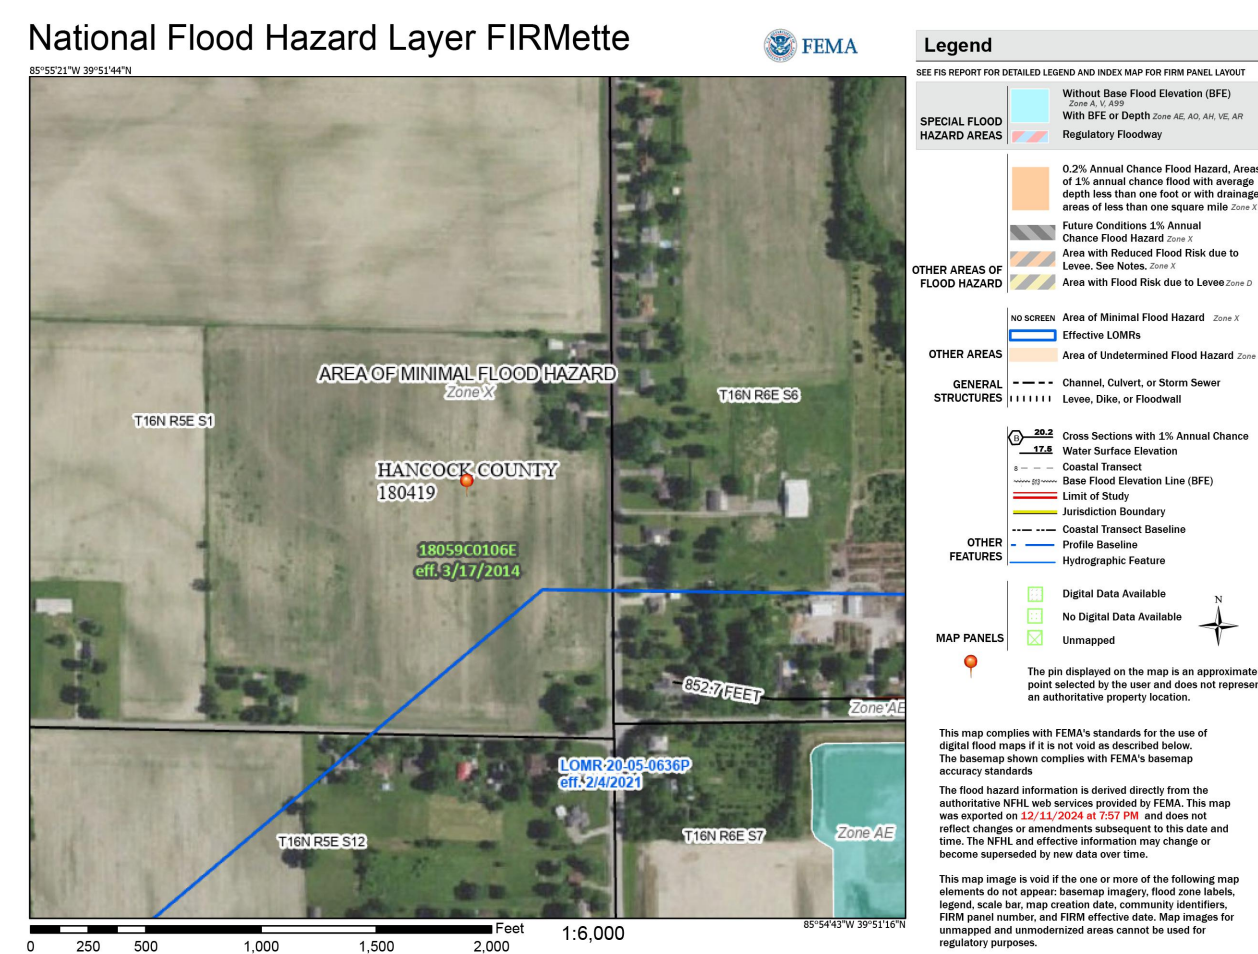 National Flood Hazard Layer FIRMette
FEMA
85°55'21"W 39°51'44"N
AREA OF MINIMAL FLOOD HAZARD
Zone X
T16N R5E S1
T16N R6E S6
HANCOCK COUNTY
180419
18059C0106E
eff. 3/17/2014
852.7 FEET
Zone AE
LOMR 20-05-0636P
eff. 2/4/2021
T16N R5E S12
T16N R6E S7
Zone AE
85°54'43"W 39°51'16"N
Feet
1:6,000
0 250 500 1,000 1,500 2,000
Legend
SEE FIS REPORT FOR DETAILED LEGEND AND INDEX MAP FOR FIRM PANEL LAYOUT
SPECIAL FLOOD
HAZARD AREAS
Without Base Flood Elevation (BFE)
Zone A, V, A99
With BFE or Depth Zone AE, AO, AH, VE, AR
Regulatory Floodway
0.2% Annual Chance Flood Hazard, Areas
of 1% annual chance flood with average
depth less than one foot or with drainage
areas of less than one square mile Zone X
Future Conditions 1% Annual
Chance Flood Hazard Zone X
Area with Reduced Flood Risk due to
Levee. See Notes. Zone X
Area with Flood Risk due to Levee Zone D
OTHER AREAS OF
FLOOD HAZARD
NO SCREEN Area of Minimal Flood Hazard Zone X
Effective LOMRs
OTHER AREAS
Area of Undetermined Flood Hazard Zone
GENERAL
STRUCTURES
Channel, Culvert, or Storm Sewer
Levee, Dike, or Floodwall
B 20.2 Cross Sections with 1% Annual Chance
17.5 Water Surface Elevation
8 Coastal Transect
513 Base Flood Elevation Line (BFE)
Limit of Study
Jurisdiction Boundary
Coastal Transect Baseline
OTHER
FEATURES
Profile Baseline
Hydrographic Feature
Digital Data Available
No Digital Data Available
Unmapped
MAP PANELS
N
The pin displayed on the map is an approximate
point selected by the user and does not represen
an authoritative property location.
This map complies with FEMA's standards for the use of
digital flood maps if it is not void as described below.
The basemap shown complies with FEMA's basemap
accuracy standards
The flood hazard information is derived directly from the
authoritative NFHL web services provided by FEMA. This map
was exported on 12/11/2024 at 7:57 PM and does not
reflect changes or amendments subsequent to this date and
time. The NFHL and effective information may change or
become superseded by new data over time.
This map image is void if the one or more of the following map
elements do not appear: basemap imagery, flood zone labels,
legend, scale bar, map creation date, community identifiers,
FIRM panel number, and FIRM effective date. Map images for
unmapped and unmodernized areas cannot be used for
regulatory purposes.